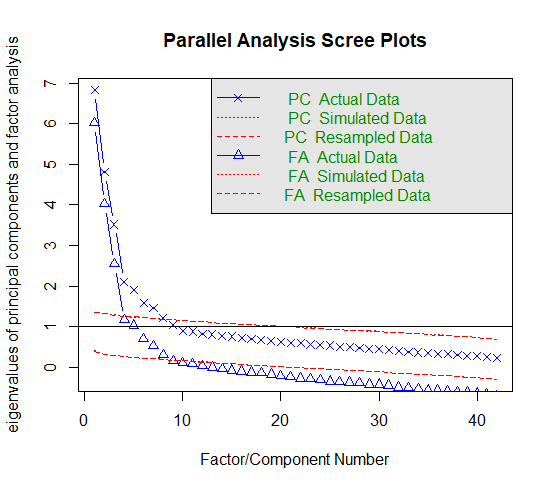 Parallel Analysis Scree Plots
eigenvalues of principal components and factor analysis
7
6
5
4
3
2
1
0
PC Actual Data
PC Simulated Data
PC Resampled Data
FA Actual Data
FA Simulated Data
FA Resampled Data
0 10 20 30 40
Factor/Component Number